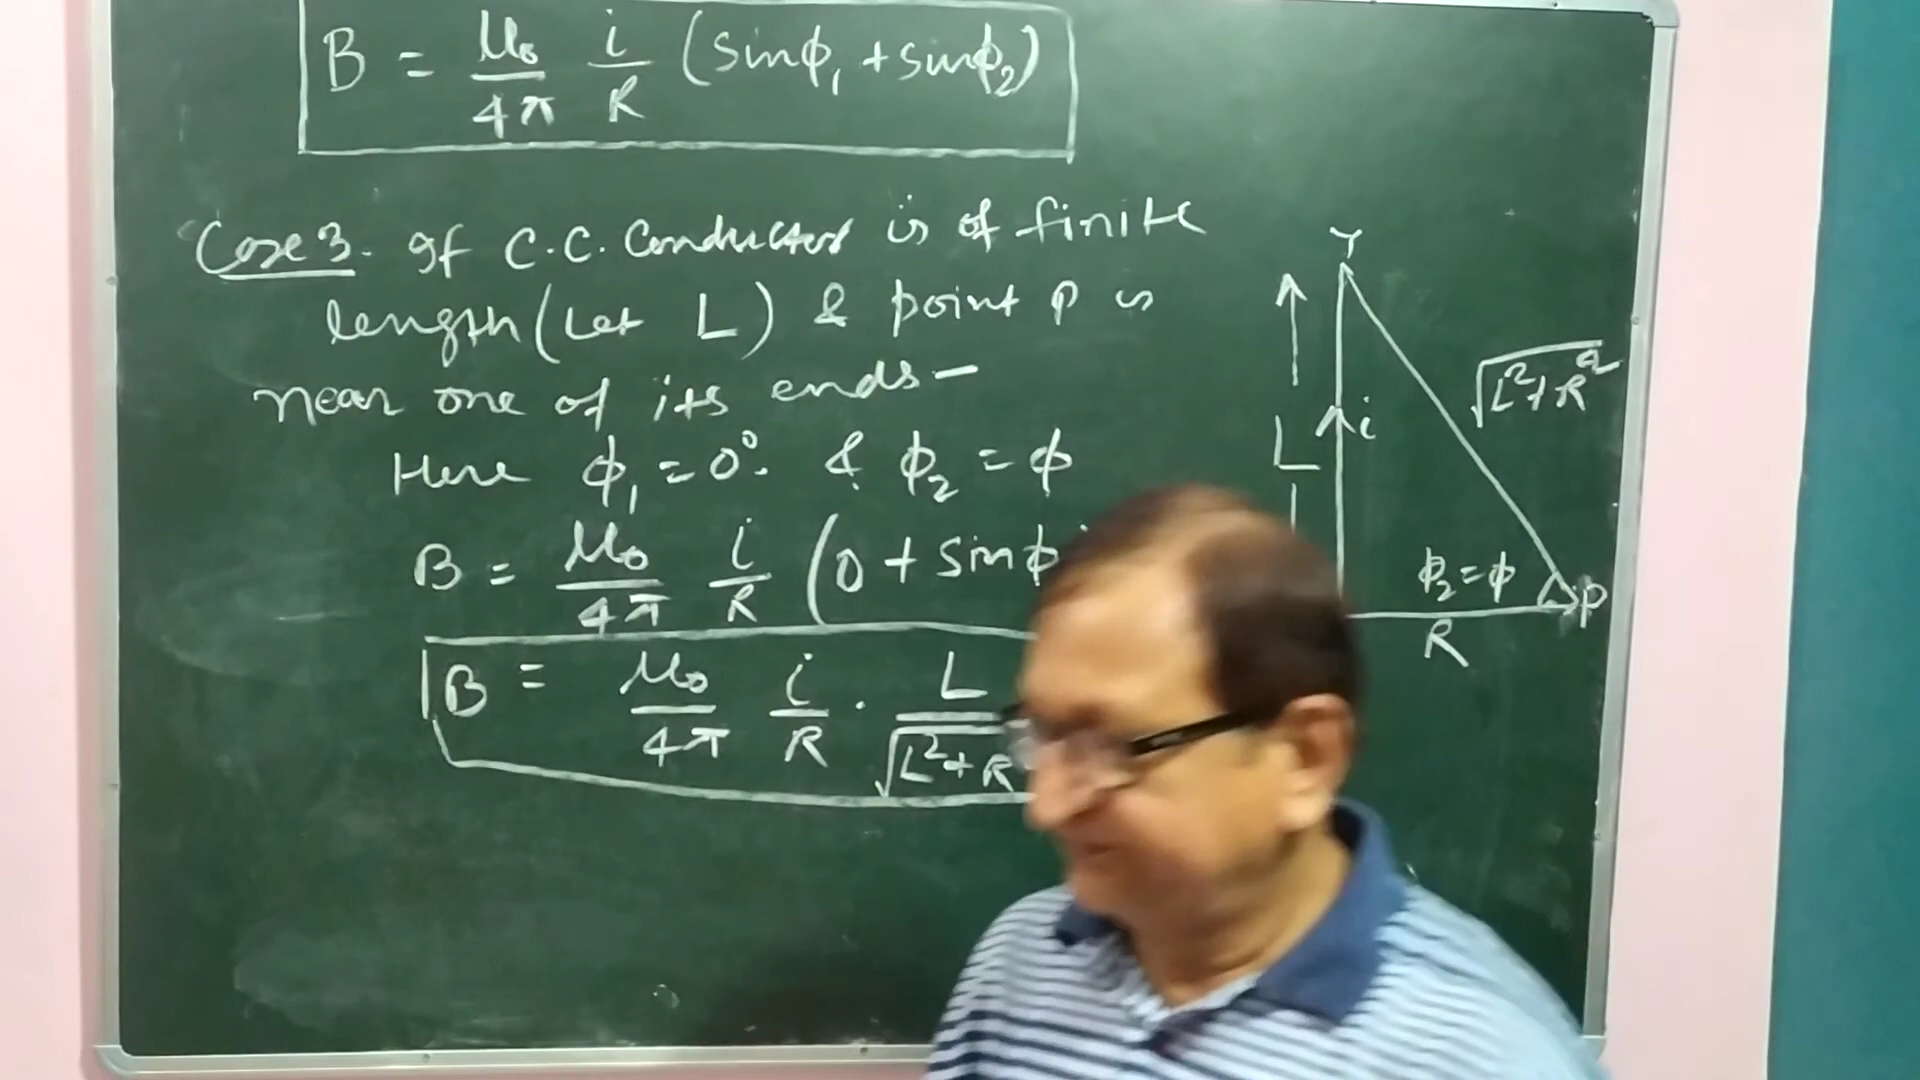 B = μ₀/4π i/R (sinϕ₁ + sinϕ₂)
Case 3. If C.C. Conductor is of finite
length (Let L) & point P is
near one of its ends –
Here ϕ₁ = 0°. & ϕ₂ = ϕ
B = μ₀/4π i/R (0 + sinϕ
B = μ₀/4π i/R · L/√L²+R
Y
√L²+R²
i
L
ϕ₂ = ϕ
P
R